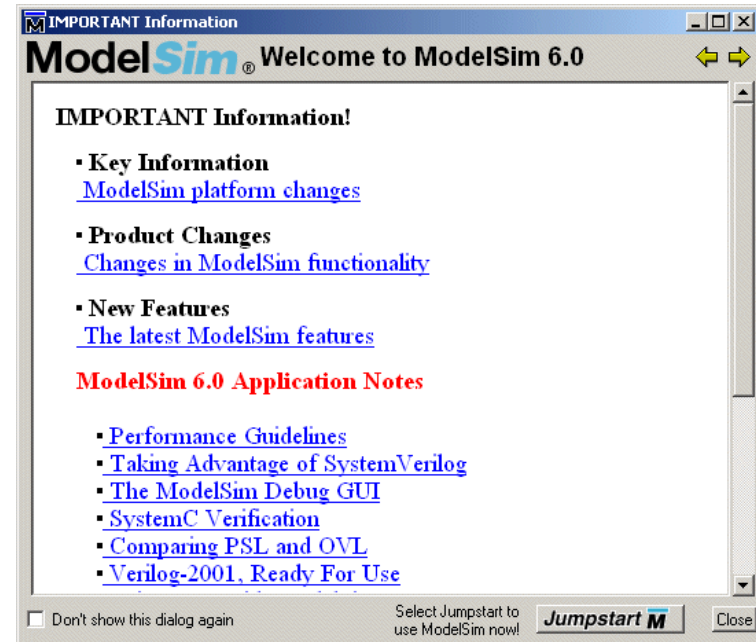 IMPORTANT Information
ModelSim ® Welcome to ModelSim 6.0
IMPORTANT Information!
▪ Key Information
ModelSim platform changes
▪ Product Changes
Changes in ModelSim functionality
▪ New Features
The latest ModelSim features
ModelSim 6.0 Application Notes
▪ Performance Guidelines
▪ Taking Advantage of SystemVerilog
▪ The ModelSim Debug GUI
▪ SystemC Verification
▪ Comparing PSL and OVL
▪ Verilog-2001, Ready For Use
Don't show this dialog again
Select Jumpstart to
use ModelSim now!
Jumpstart M
Close